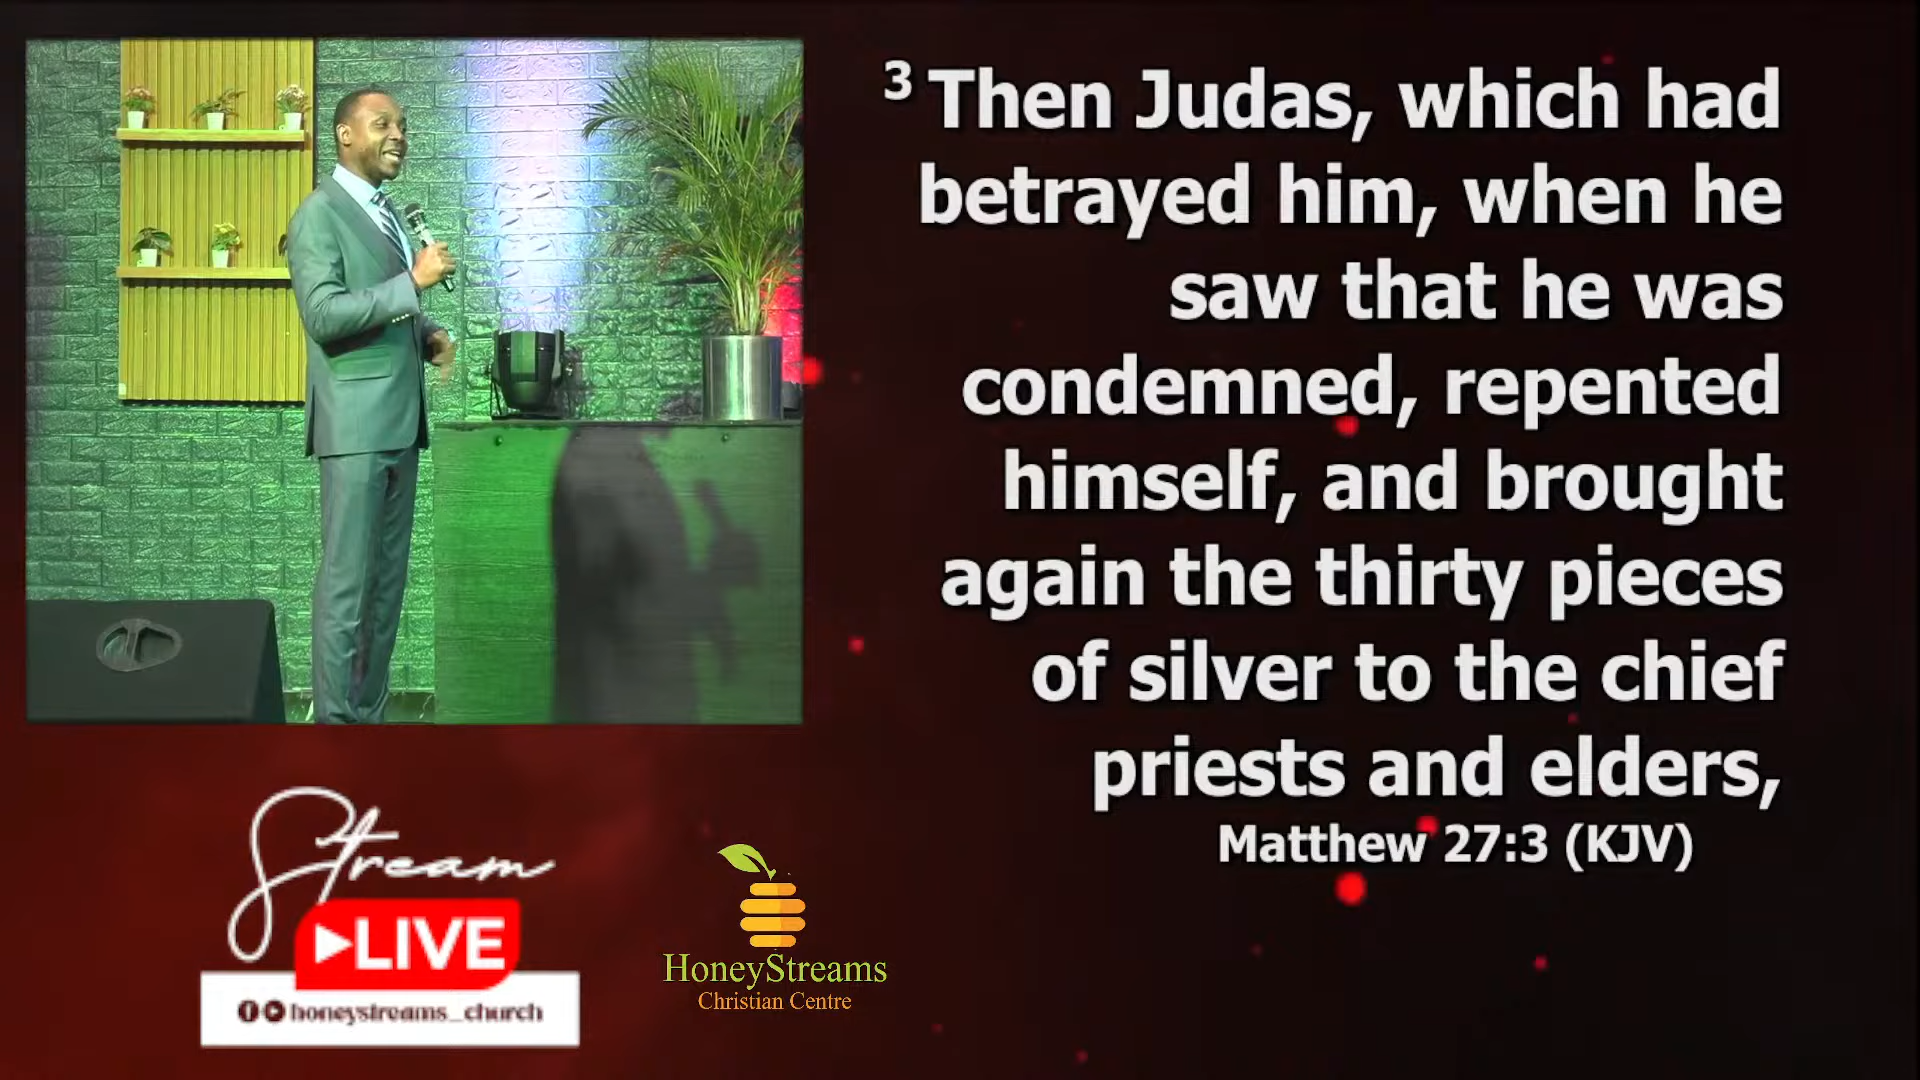 3 Then Judas, which had
betrayed him, when he
saw that he was
condemned, repented
himself, and brought
again the thirty pieces
of silver to the chief
priests and elders,
Matthew 27:3 (KJV)
Stream
LIVE
honeystreams_church
HoneyStreams
Christian Centre